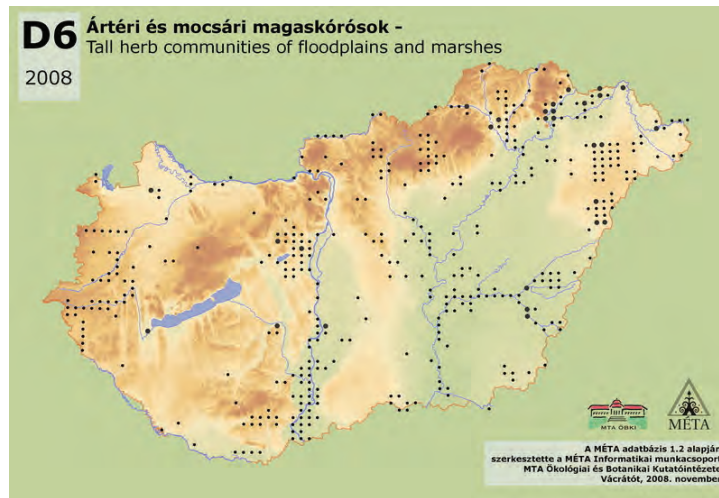 D6
2008
Ártéri és mocsári magaskórósok -
Tall herb communities of floodplains and marshes
MTA ÖBKI
MÉTA
A MÉTA adatbázis 1.2 alapján
szerkesztette a MÉTA Informatikai munkacsoport
MTA Ökológiai és Botanikai Kutatóintézete
Vácrátót, 2008. november